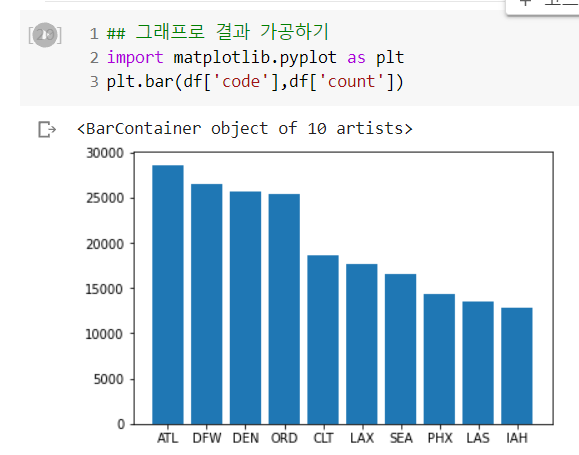 1 ## 그래프로 결과 가공하기
2 import matplotlib.pyplot as plt
3 plt.bar(df['code'],df['count'])
<BarContainer object of 10 artists>
30000
25000
20000
15000
10000
5000
0
ATL DFW DEN ORD CLT LAX SEA PHX LAS IAH